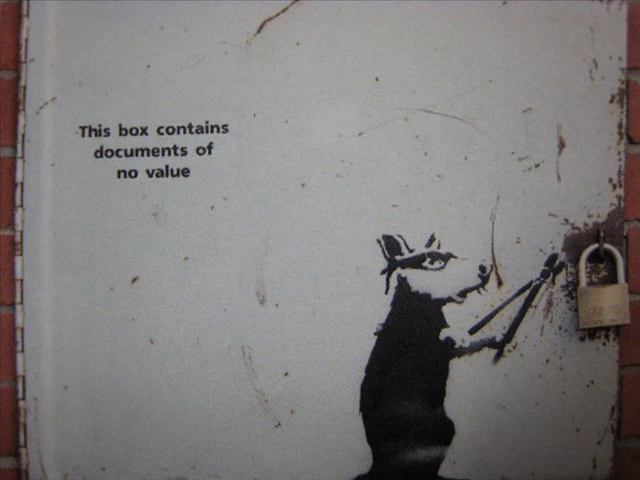 This box contains
documents of
no value